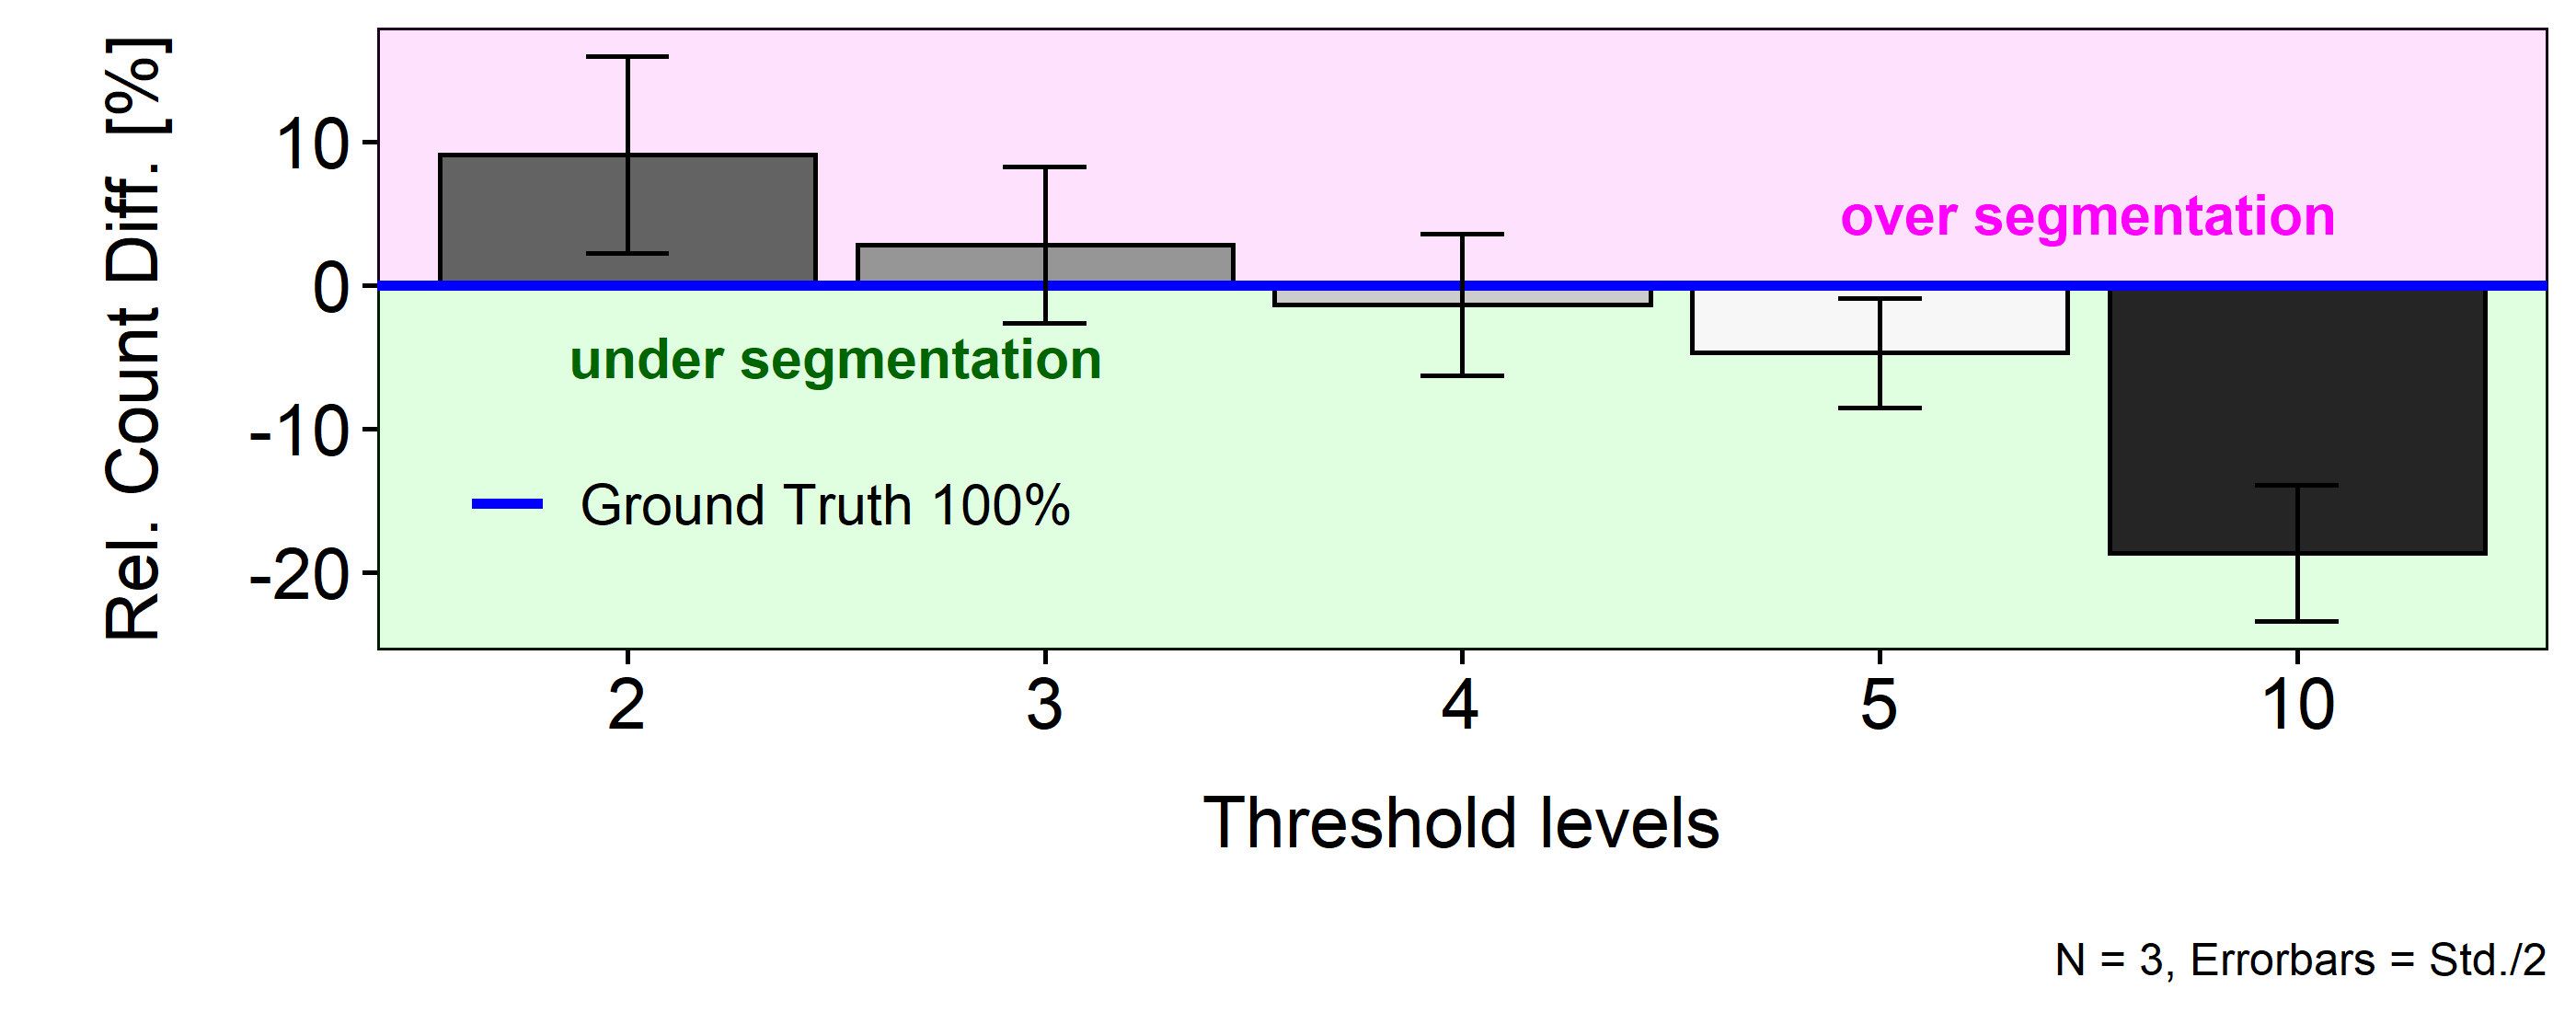 Rel. Count Diff. [%]
10
0
-10
-20
over segmentation
under segmentation
Ground Truth 100%
2 3 4 5 10
Threshold levels
N = 3, Errorbars = Std./2